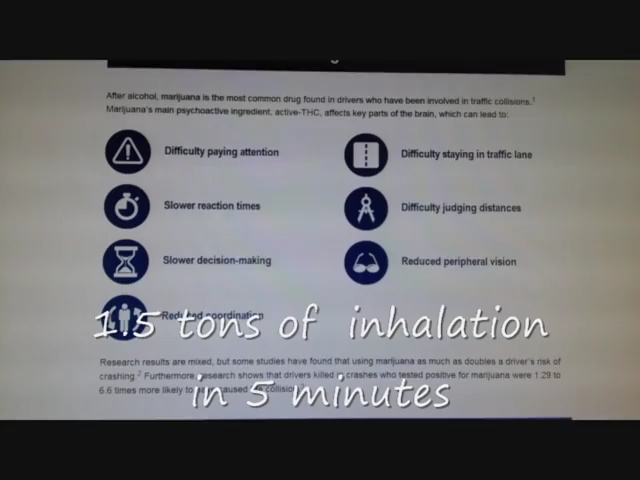 After alcohol, marijuana is the most common drug found in drivers who have been involved in traffic collisions.1
Marijuana's main psychoactive ingredient, active-THC, affects key parts of the brain, which can lead to:
Difficulty paying attention
Difficulty staying in traffic lane
Slower reaction times
Difficulty judging distances
Slower decision-making
Reduced peripheral vision
Reduced coordination
1.5 tons of inhalation
Research results are mixed, but some studies have found that using marijuana as much as doubles a driver's risk of
crashing.2 Furthermore, research shows that drivers killed in crashes who tested positive for marijuana were 1.29 to
6.6 times more likely to caused collision
in 5 minutes